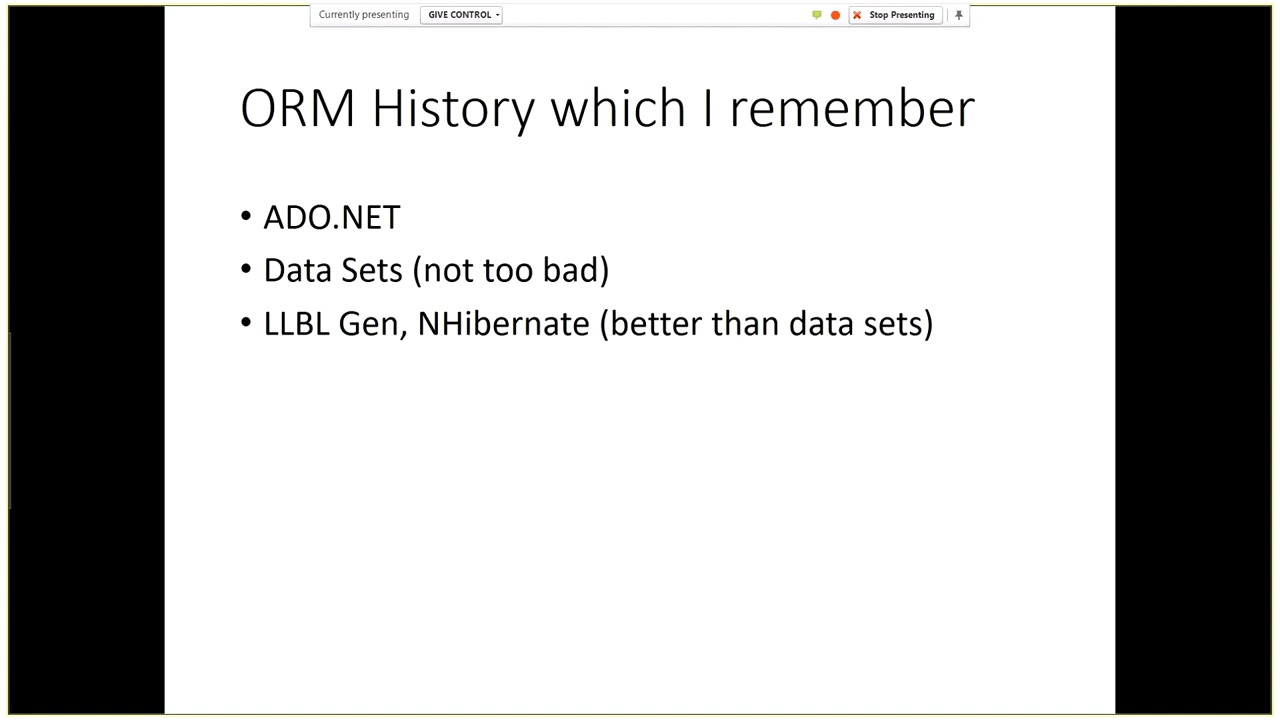 Currently presenting GIVE CONTROL Stop Presenting
ORM History which I remember
• ADO.NET
• Data Sets (not too bad)
• LLBL Gen, NHibernate (better than data sets)